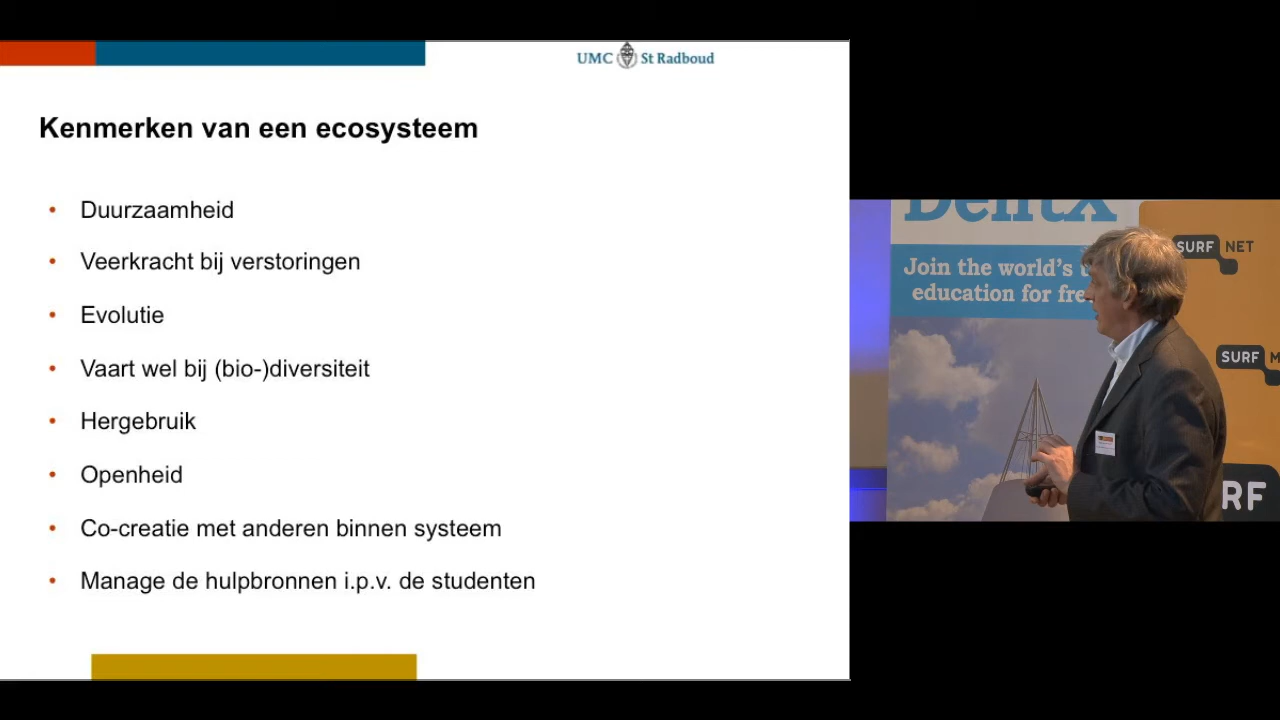 UMC St Radboud
Kenmerken van een ecosysteem
• Duurzaamheid
• Veerkracht bij verstoringen
• Evolutie
• Vaart wel bij (bio-)diversiteit
• Hergebruik
• Openheid
• Co-creatie met anderen binnen systeem
• Manage de hulpbronnen i.p.v. de studenten
DelftX
Join the world's
education for
SURF NET
SURF
RF